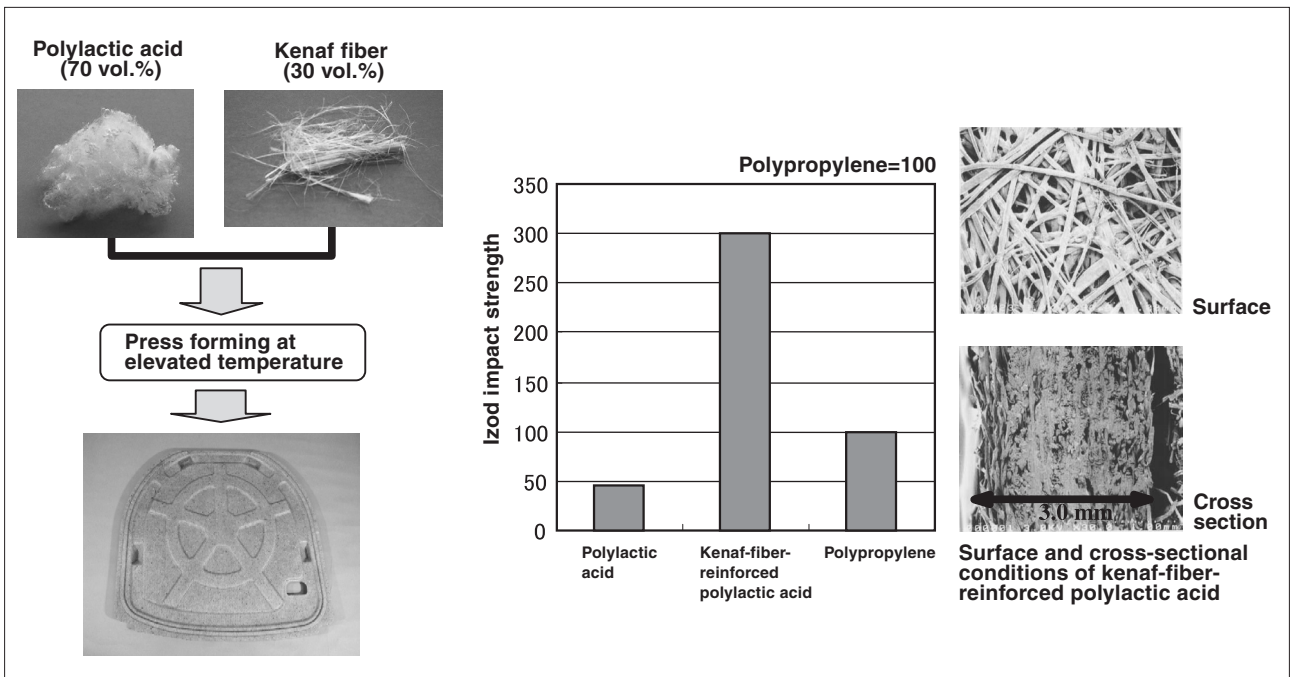 Polylactic acid
(70 vol.%)
Kenaf fiber
(30 vol.%)
Press forming at
elevated temperature
Polypropylene=100
Izod impact strength
350
300
250
200
150
100
50
0
Polylactic
acid
Kenaf-fiber-
reinforced
polylactic acid
Polypropylene
Surface
3.0 mm
Cross
section
Surface and cross-sectional
conditions of kenaf-fiber-
reinforced polylactic acid